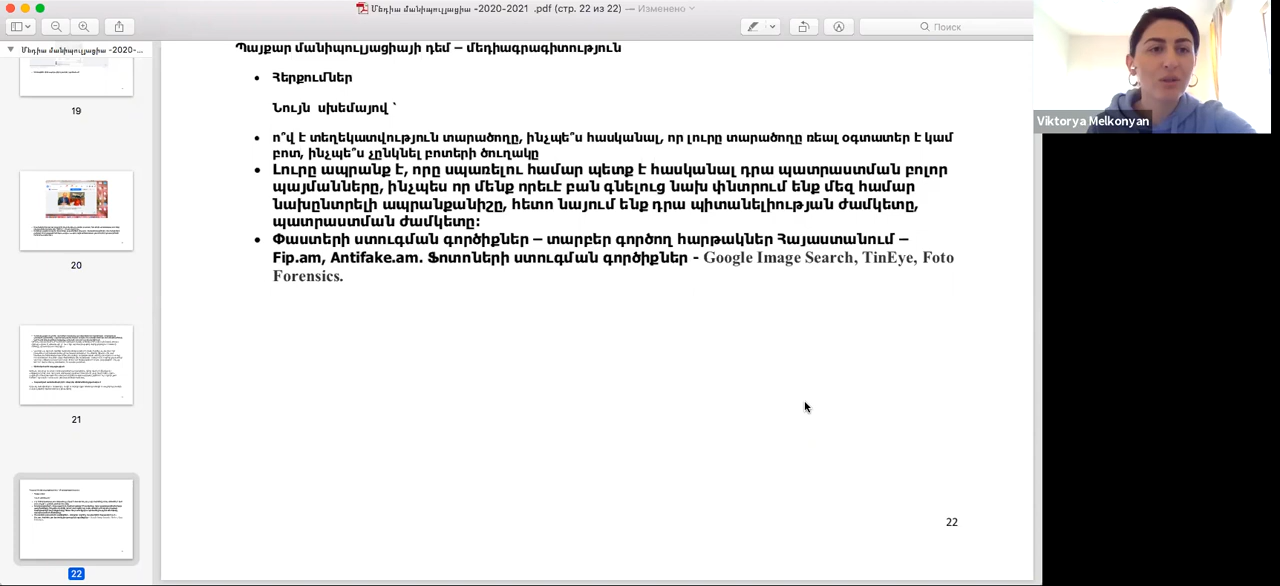 Մեդիա մանիպուլյացիա -2020-2021 .pdf (стр. 22 из 22) — Изменено
Поиск
Մեդիա մանիպուլյացիա -2020-...
19
20
21
22
Պայքար մանիպուլյացիայի դեմ – մեդիագրագիտություն
• Հերքումներ
Նույն սխեմայով `
• ո՞վ է տեղեկատվություն տարածողը, ինչպե՞ս հասկանալ, որ լուրը տարածողը ռեալ օգտատեր է կամ
բոտ, ինչպե՞ս չընկնել բոտերի ծուղակը
• Լուրը ապրանք է, որը սպառելու համար պետք է հասկանալ դրա պատրաստման բոլոր
պայմանները, ինչպես որ մենք որեւէ բան գնելուց նախ փնտրում ենք մեզ համար
նախընտրելի ապրանքանիշը, հետո նայում ենք դրա պիտանելիության ժամկետը,
պատրաստման ժամկետը:
• Փաստերի ստուգման գործիքներ – տարբեր գործող հարթակներ Հայաստանում –
Fip.am, Antifake.am. Ֆոտոների ստուգման գործիքներ - Google Image Search, TinEye, Foto
Forensics.
22
Viktorya Melkonyan